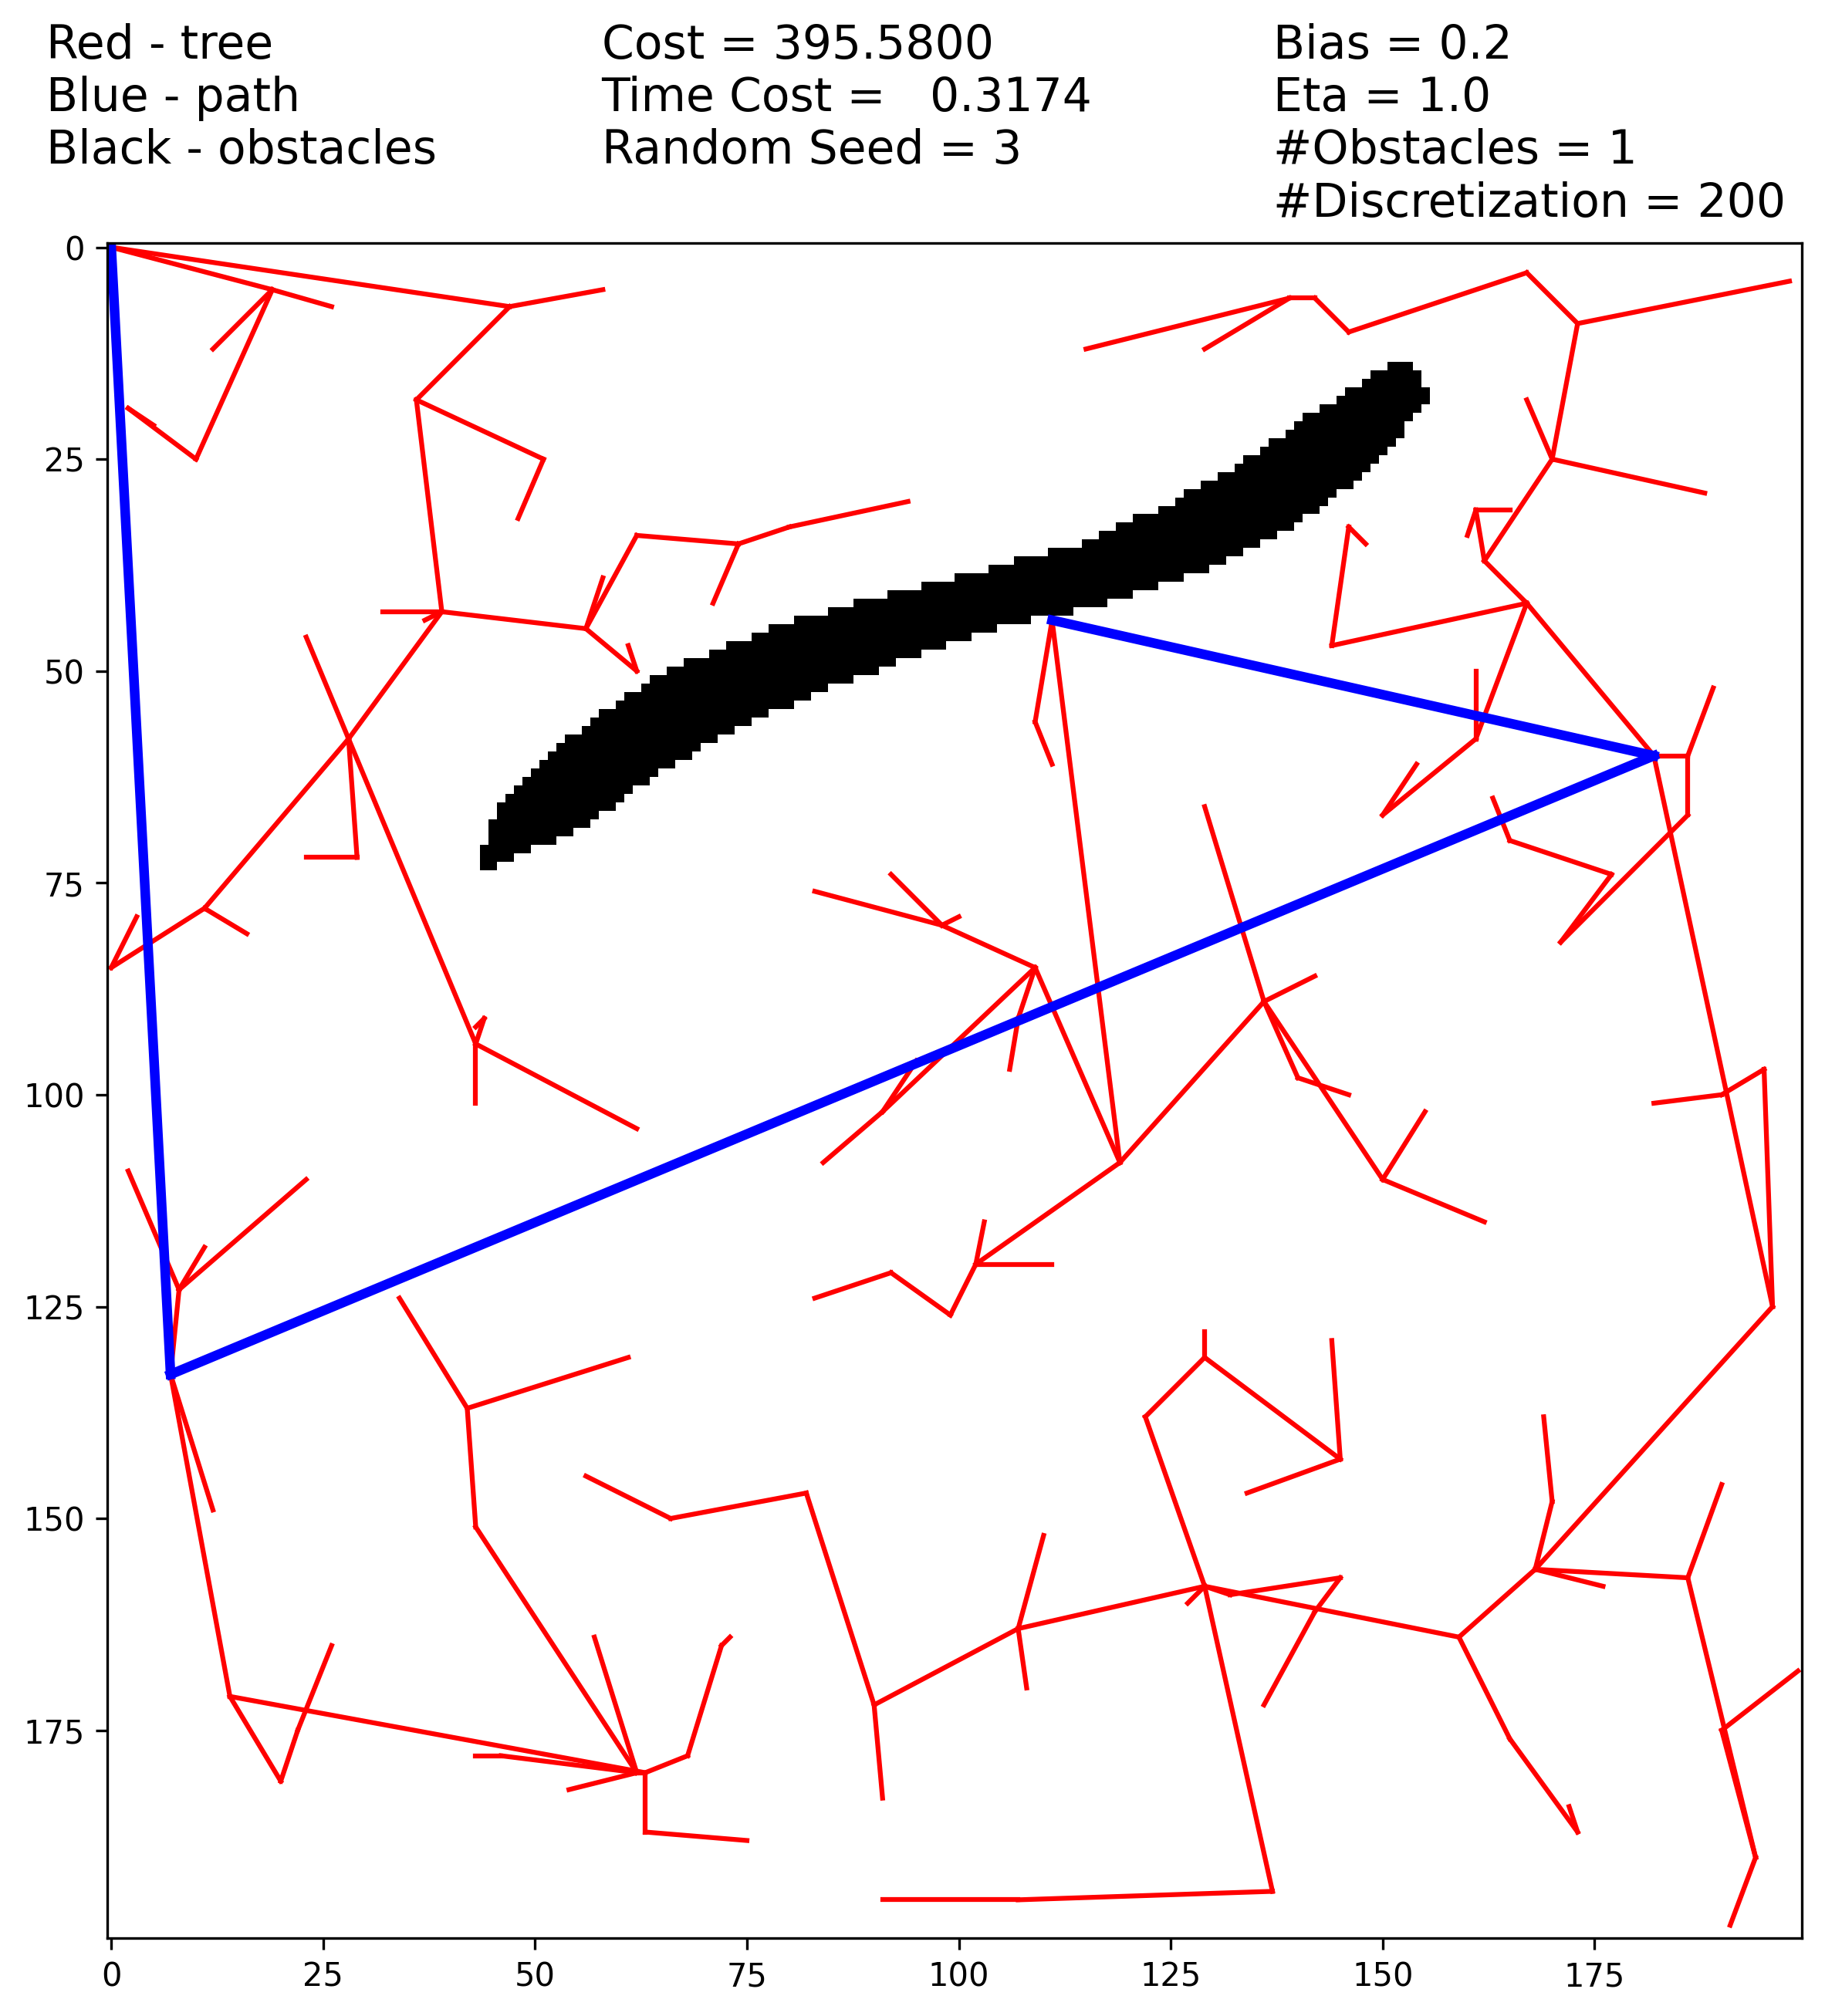 Red - tree
Blue - path
Black - obstacles
Cost = 395.5800
Time Cost =   0.3174
Random Seed = 3
Bias = 0.2
Eta = 1.0
#Obstacles = 1
#Discretization = 200
0
25
50
75
100
125
150
175
0 25 50 75 100 125 150 175